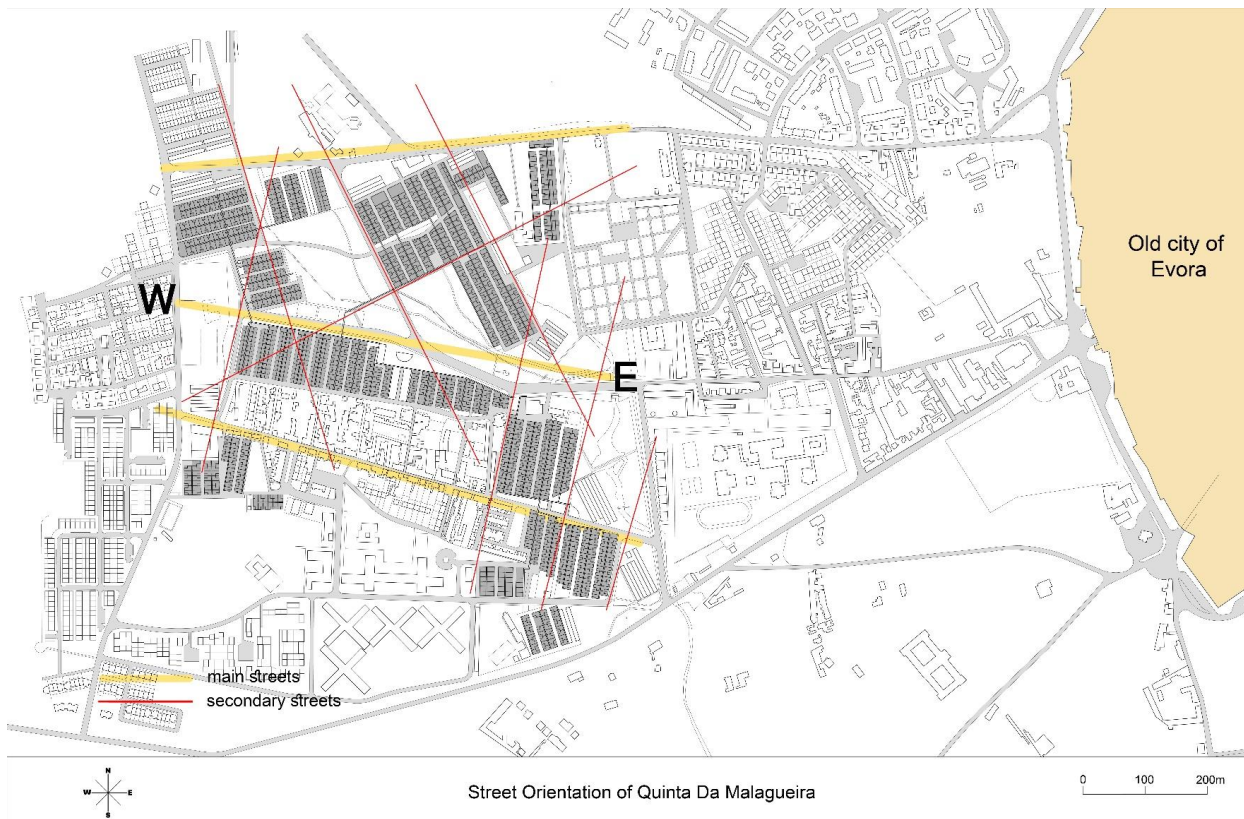 Old city of
Evora
W
E
main streets
secondary streets
N
W
E
S
Street Orientation of Quinta Da Malagueira
0 100 200m